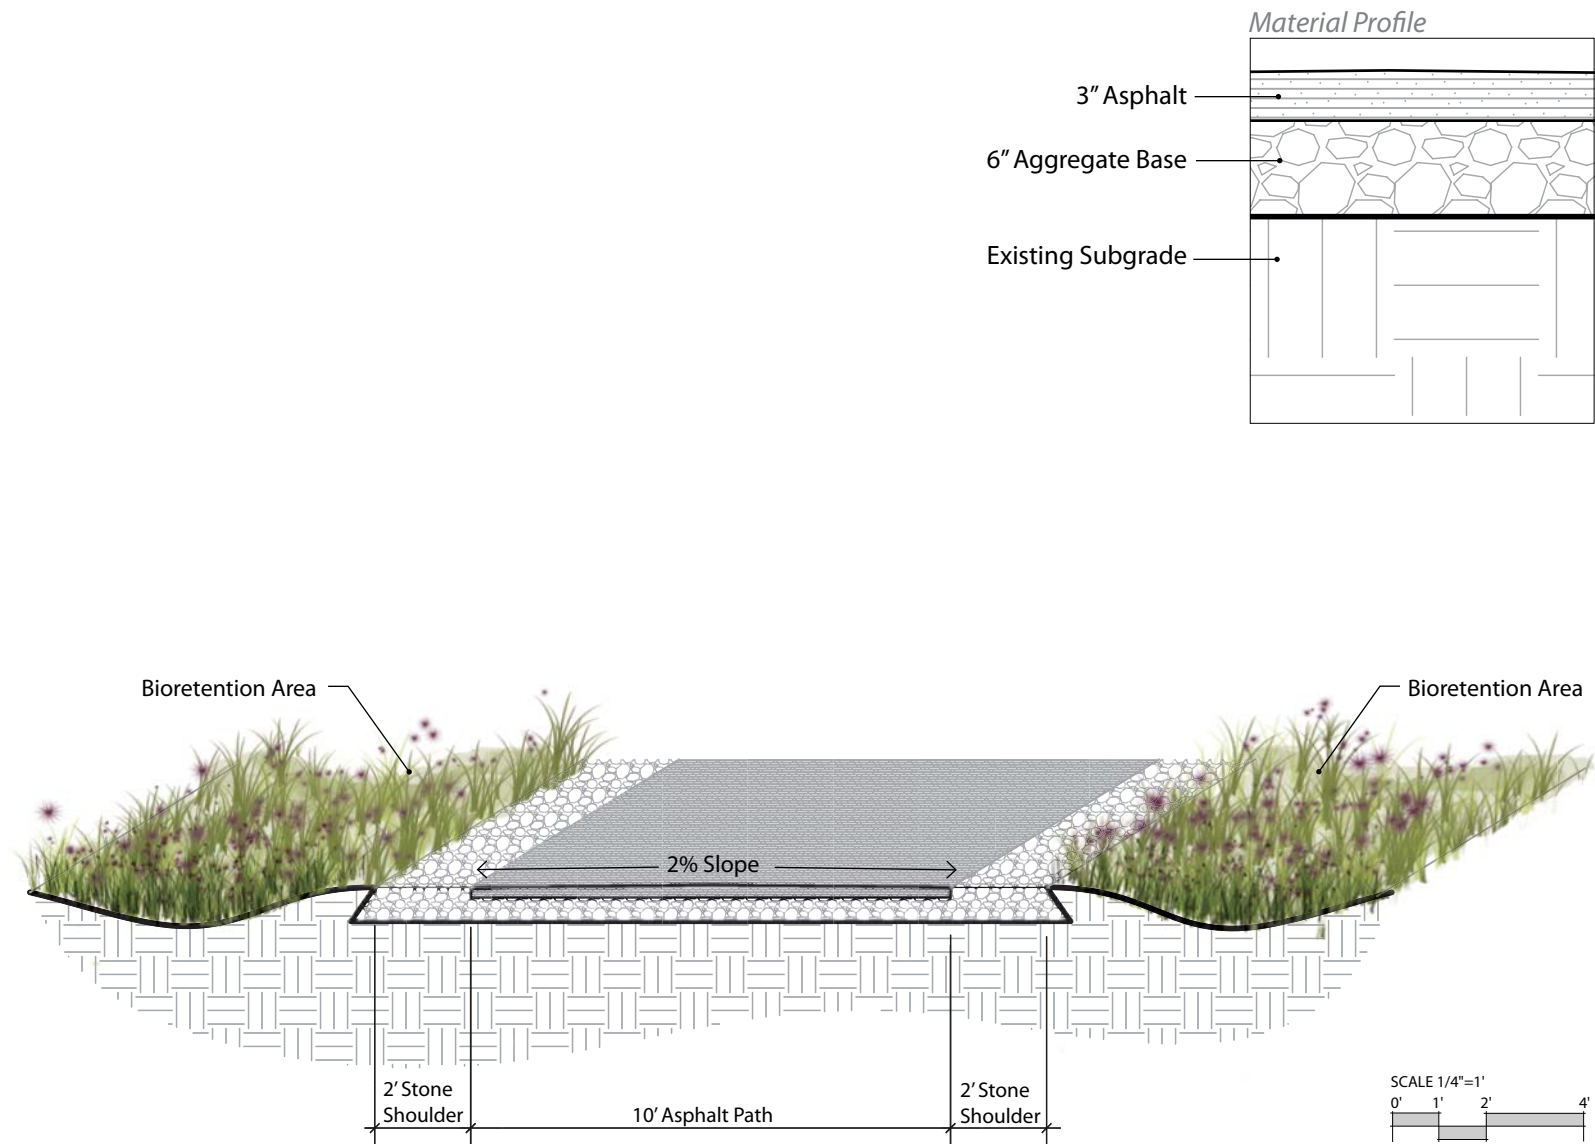 Material Profile
3" Asphalt
6" Aggregate Base
Existing Subgrade
Bioretention Area
Bioretention Area
2% Slope
2' Stone
Shoulder
10' Asphalt Path
2' Stone
Shoulder
SCALE 1/4"=1'
0' 1' 2' 4'